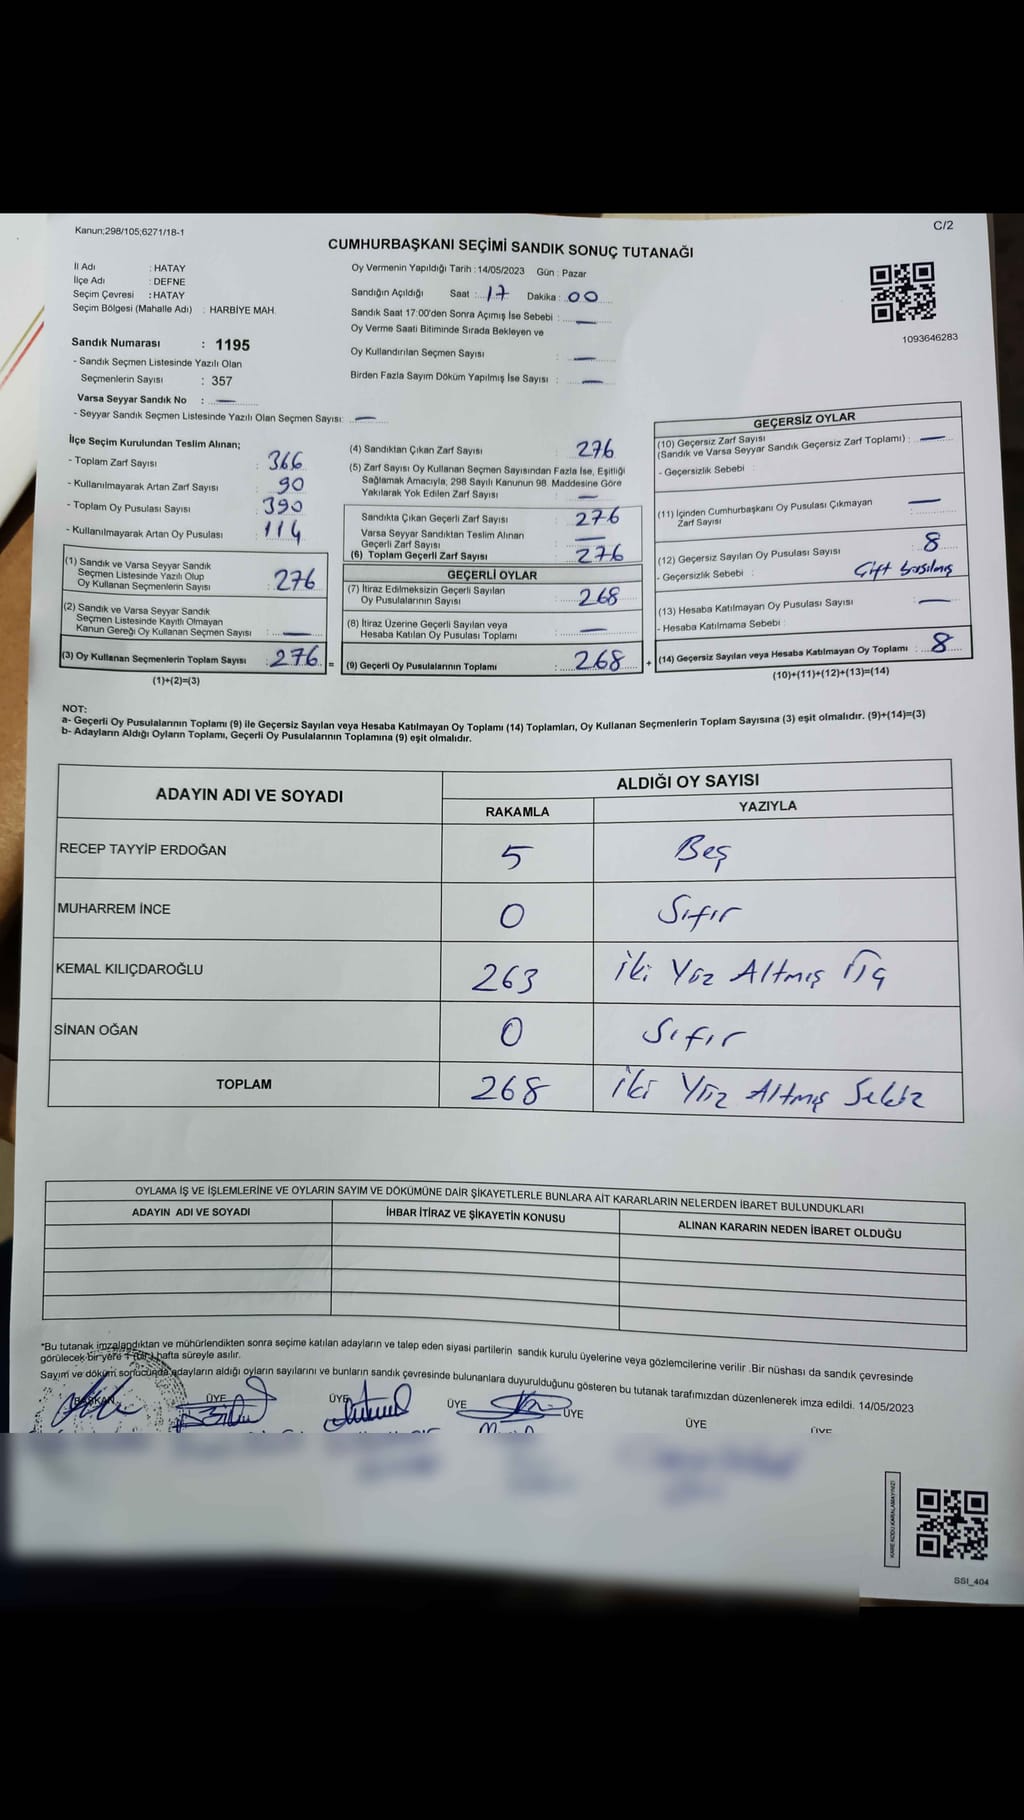 Kanun;298/105;6271/18-1
C/2
CUMHURBAŞKANI SEÇİMİ SANDIK SONUÇ TUTANAĞI
İl Adı : HATAY
İlçe Adı : DEFNE
Seçim Çevresi : HATAY
Seçim Bölgesi (Mahalle Adı) : HARBİYE MAH.
Oy Vermenin Yapıldığı Tarih : 14/05/2023 Gün : Pazar
Sandığın Açıldığı Saat : 17 Dakika : 00
Sandık Saat 17:00'den Sonra Açımış İse Sebebi : —
Oy Verme Saati Bitiminde Sırada Bekleyen ve
Oy Kullandırılan Seçmen Sayısı : —
Birden Fazla Sayım Döküm Yapılmış İse Sayısı : —
1093646283
Sandık Numarası : 1195
- Sandık Seçmen Listesinde Yazılı Olan
Seçmenlerin Sayısı : 357
Varsa Seyyar Sandık No : —
- Seyyar Sandık Seçmen Listesinde Yazılı Olan Seçmen Sayısı: —
İlçe Seçim Kurulundan Teslim Alınan;
- Toplam Zarf Sayısı : 366
- Kullanılmayarak Artan Zarf Sayısı : 90
- Toplam Oy Pusulası Sayısı : 390
- Kullanılmayarak Artan Oy Pusulası : 114
(1) Sandık ve Varsa Seyyar Sandık
Seçmen Listesinde Yazılı Olup
Oy Kullanan Seçmenlerin Sayısı : 276
(2) Sandık ve Varsa Seyyar Sandık
Seçmen Listesinde Kayıtlı Olmayan
Kanun Gereği Oy Kullanan Seçmen Sayısı : —
(3) Oy Kullanan Seçmenlerin Toplam Sayısı : 276 =
(1)+(2)=(3)
(4) Sandıktan Çıkan Zarf Sayısı : 276
(5) Zarf Sayısı Oy Kullanan Seçmen Sayısından Fazla İse, Eşitliği
Sağlamak Amacıyla, 298 Sayılı Kanunun 98. Maddesine Göre
Yakılarak Yok Edilen Zarf Sayısı : —
Sandıkta Çıkan Geçerli Zarf Sayısı : 276
Varsa Seyyar Sandıktan Teslim Alınan
Geçerli Zarf Sayısı : —
(6) Toplam Geçerli Zarf Sayısı : 276
GEÇERLİ OYLAR
(7) İtiraz Edilmeksizin Geçerli Sayılan
Oy Pusulalarının Sayısı : 268
(8) İtiraz Üzerine Geçerli Sayılan veya
Hesaba Katılan Oy Pusulası Toplamı : —
(9) Geçerli Oy Pusulalarının Toplamı : 268 +
GEÇERSİZ OYLAR
(10) Geçersiz Zarf Sayısı
(Sandık ve Varsa Seyyar Sandık Geçersiz Zarf Toplamı) : —
- Geçersizlik Sebebi :
(11) İçinden Cumhurbaşkanı Oy Pusulası Çıkmayan
Zarf Sayısı : —
(12) Geçersiz Sayılan Oy Pusulası Sayısı : 8
- Geçersizlik Sebebi : Çift basılmış
(13) Hesaba Katılmayan Oy Pusulası Sayısı : —
- Hesaba Katılmama Sebebi :
(14) Geçersiz Sayılan veya Hesaba Katılmayan Oy Toplamı : 8
(10)+(11)+(12)+(13)=(14)
NOT:
a- Geçerli Oy Pusulalarının Toplamı (9) ile Geçersiz Sayılan veya Hesaba Katılmayan Oy Toplamı (14) Toplamları, Oy Kullanan Seçmenlerin Toplam Sayısına (3) eşit olmalıdır. (9)+(14)=(3)
b- Adayların Aldığı Oyların Toplamı, Geçerli Oy Pusulalarının Toplamına (9) eşit olmalıdır.
ADAYIN ADI VE SOYADI
ALDIĞI OY SAYISI
RAKAMLA YAZIYLA
RECEP TAYYİP ERDOĞAN 5 Beş
MUHARREM İNCE 0 Sıfır
KEMAL KILIÇDAROĞLU 263 İki Yüz Altmış Üç
SİNAN OĞAN 0 Sıfır
TOPLAM 268 İki Yüz Altmış Sekiz
OYLAMA İŞ VE İŞLEMLERİNE VE OYLARIN SAYIM VE DÖKÜMÜNE DAİR ŞİKAYETLERLE BUNLARA AİT KARARLARIN NELERDEN İBARET BULUNDUKLARI
ADAYIN ADI VE SOYADI İHBAR İTİRAZ VE ŞİKAYETİN KONUSU ALINAN KARARIN NEDEN İBARET OLDUĞU
*Bu tutanak imzalandıktan ve mühürlendikten sonra seçime katılan adayların ve talep eden siyasi partilerin sandık kurulu üyelerine veya gözlemcilerine verilir .Bir nüshası da sandık çevresinde
görülecek bir yere 1 (bir) hafta süreyle asılır.
Sayım ve döküm sonucunda adayların aldığı oyların sayılarını ve bunların sandık çevresinde bulunanlara duyurulduğunu gösteren bu tutanak tarafımızdan düzenlenerek imza edildi. 14/05/2023
BAŞKAN ÜYE ÜYE ÜYE ÜYE ÜYE ÜYE
KARE KODU KARALAMAYINIZ!
SSI_404